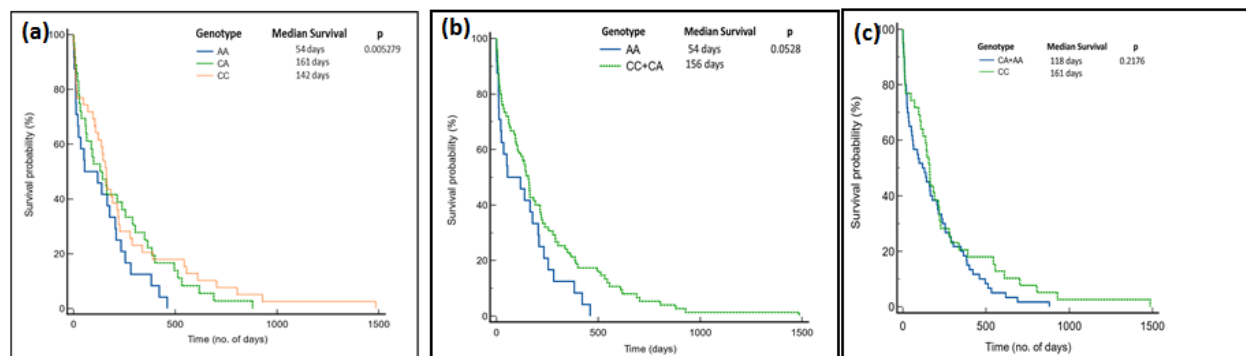 (a)
Genotype Median Survival p
AA 54 days 0.005279
CA 161 days
CC 142 days
100
80
60
40
20
0
Survival probability (%)
0 500 1000 1500
Time (no. of days)
(b)
Genotype Median Survival p
AA 54 days 0.0528
CC+CA 156 days
100
80
60
40
20
0
Survival probability (%)
0 500 1000 1500
Time (days)
(c)
Genotype Median Survival p
CA+AA 118 days 0.2176
CC 161 days
100
80
60
40
20
0
Survival probability (%)
0 500 1000 1500
Time (no. of days)